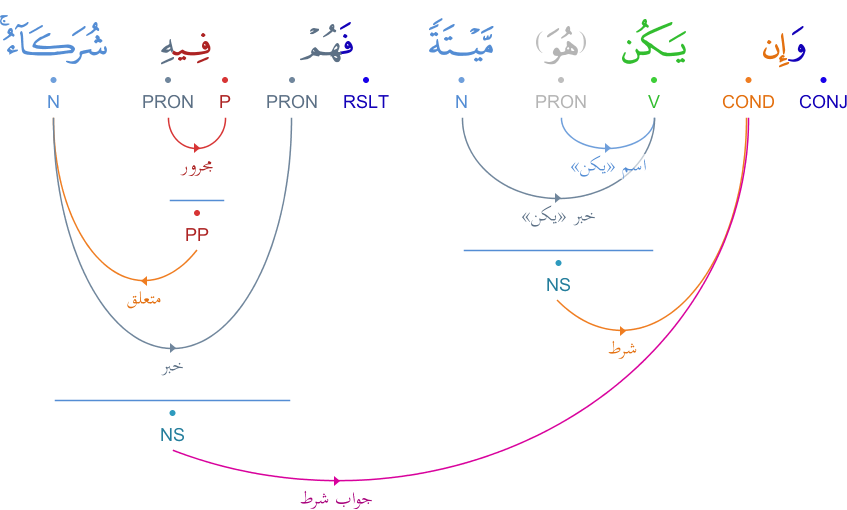 وَإِن يَكُن (هُوَ) مَّيْتَةً فَهُمْ فِيهِ شُرَكَآءُ ۚ
CONJ COND V PRON N RSLT PRON P PRON N
اسم «يكن»
مجرور
خبر «يكن»
PP
NS
متعلق
شرط
خبر
NS
جواب شرط